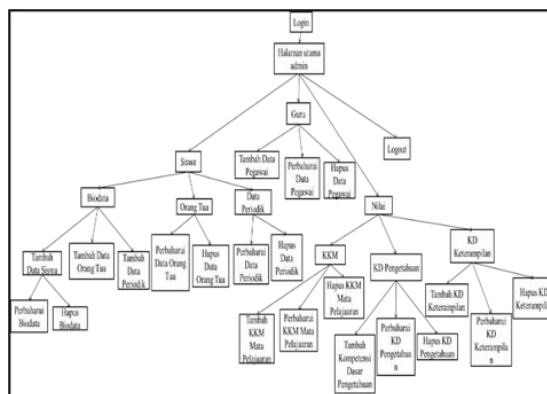 Login
Halaman utama
admin
Guru
Siswa
Tambah Data
Pegawai
Perbaharui
Data
Pegawai
Hapus
Data
Pegawai
Logout
Biodata
Orang Tua
Data
Periodik
Nilai
Tambah
Data Siswa
Tambah Data
Orang Tua
Tambah
Data
Periodik
Perbaharui
Data Orang
Tua
Hapus
Data
Orang Tua
Perbaharui
Data
Periodik
Hapus
Data
Periodik
KKM
KD Pengetahuan
KD
Keterampilan
Perbaharui
Biodata
Hapus
Biodata
Tambah
KKM Mata
Pelajaaran
Perbaharui
KKM Mata
Pelajaran
Hapus KKM
Mata
Pelajaran
Tambah
Kompetensi
Dasar
Pengetahuan
Perbaharui
KD
Pengetahua
n
Hapus KD
Pengetahuan
Tambah KD
Keterampilan
Perbaharui
KD
Keterampila
n
Hapus KD
Keterampilan